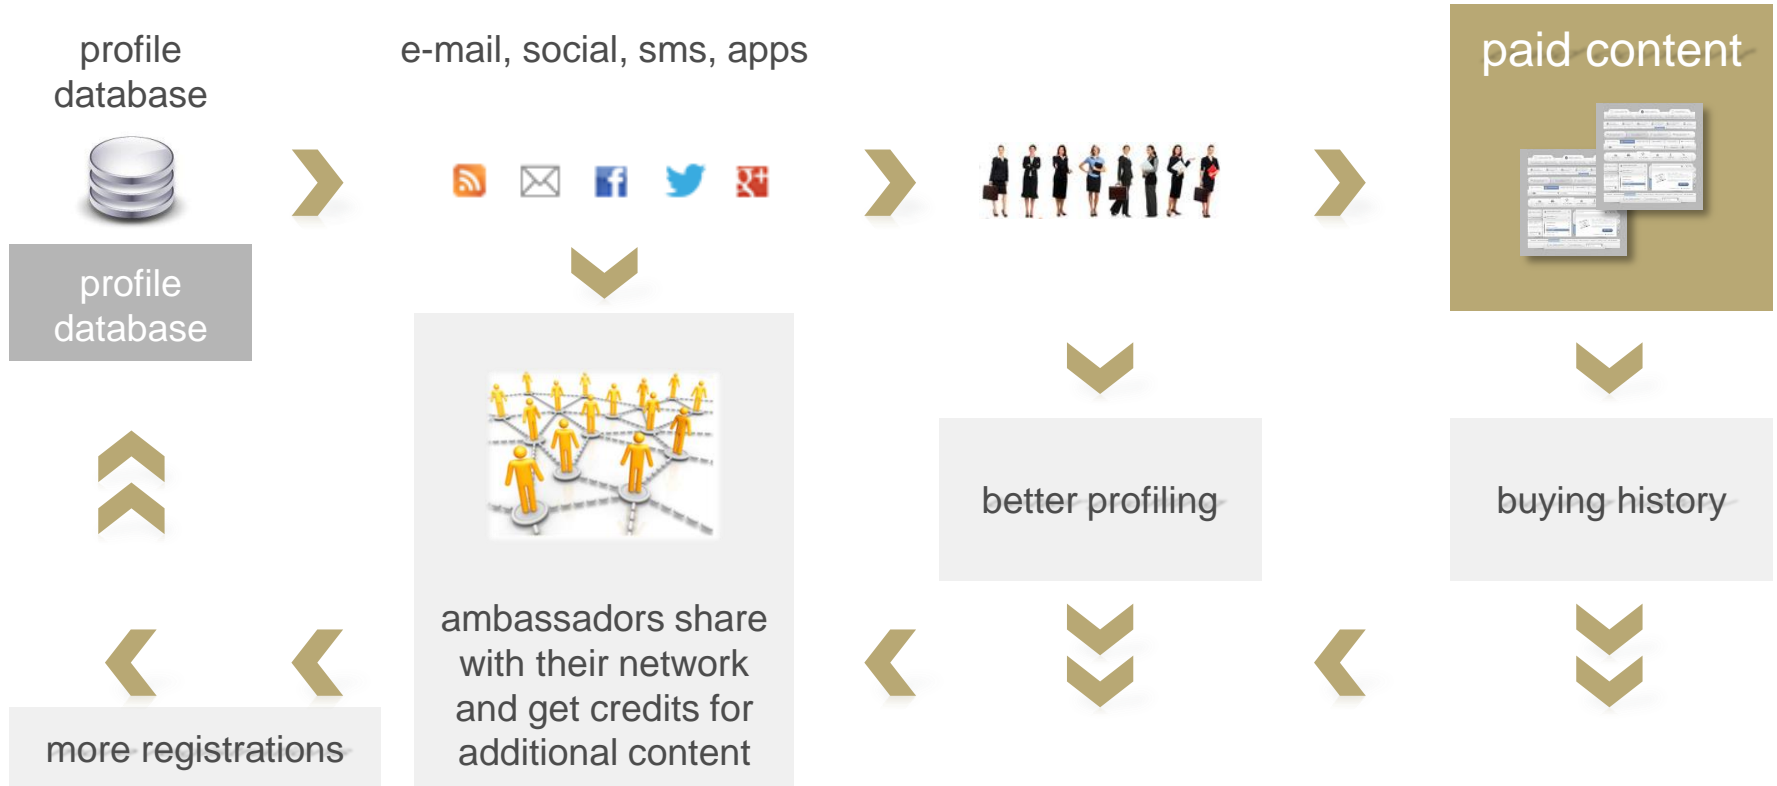 profile
database
e-mail, social, sms, apps
paid content
profile
database
better profiling
buying history
ambassadors share
with their network
and get credits for
additional content
more registrations